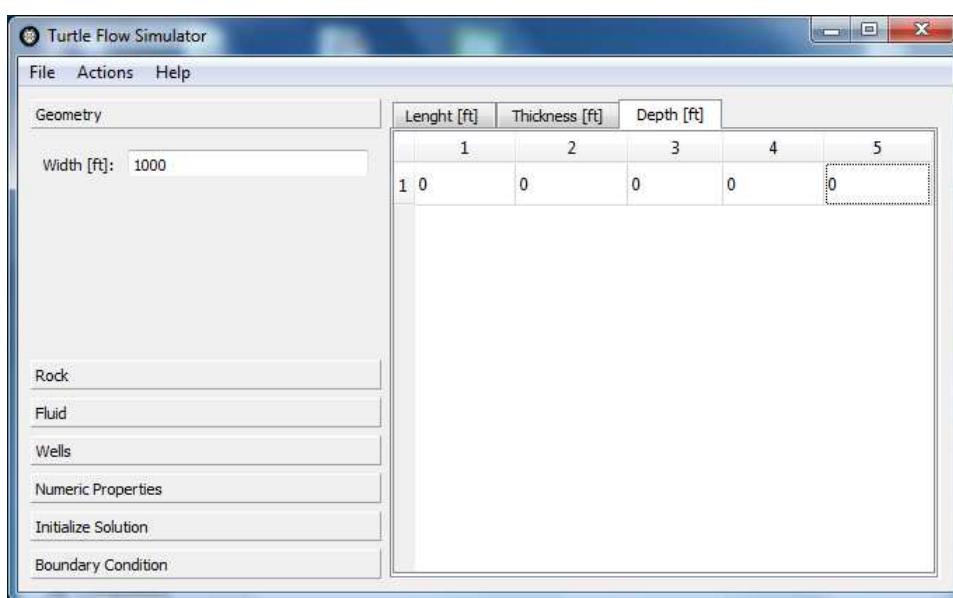 Turtle Flow Simulator
File Actions Help
Geometry
Width [ft]: 1000
Rock
Fluid
Wells
Numeric Properties
Initialize Solution
Boundary Condition
Lenght [ft] Thickness [ft] Depth [ft]
1 2 3 4 5
1 0 0 0 0 0